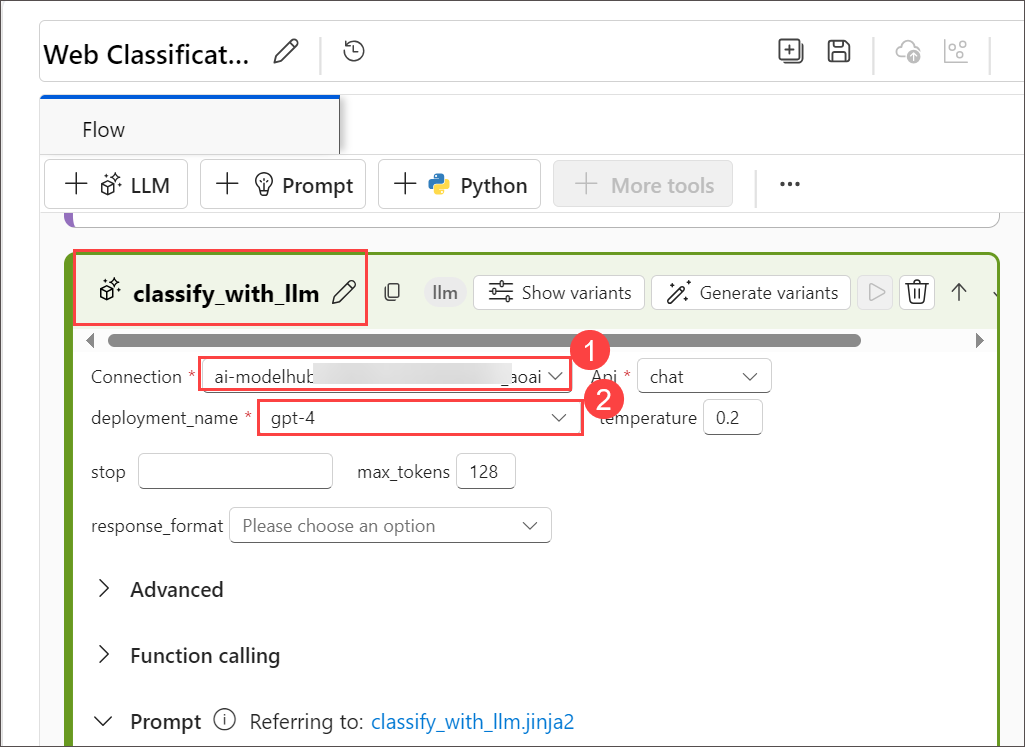 Web Classificat...
Flow
LLM Prompt Python More tools ...
classify_with_llm llm Show variants Generate variants
1
Connection * ai-modelhub _aoai Api * chat
2
deployment_name * gpt-4 temperature 0.2
stop max_tokens 128
response_format Please choose an option
Advanced
Function calling
Prompt Referring to: classify_with_llm.jinja2